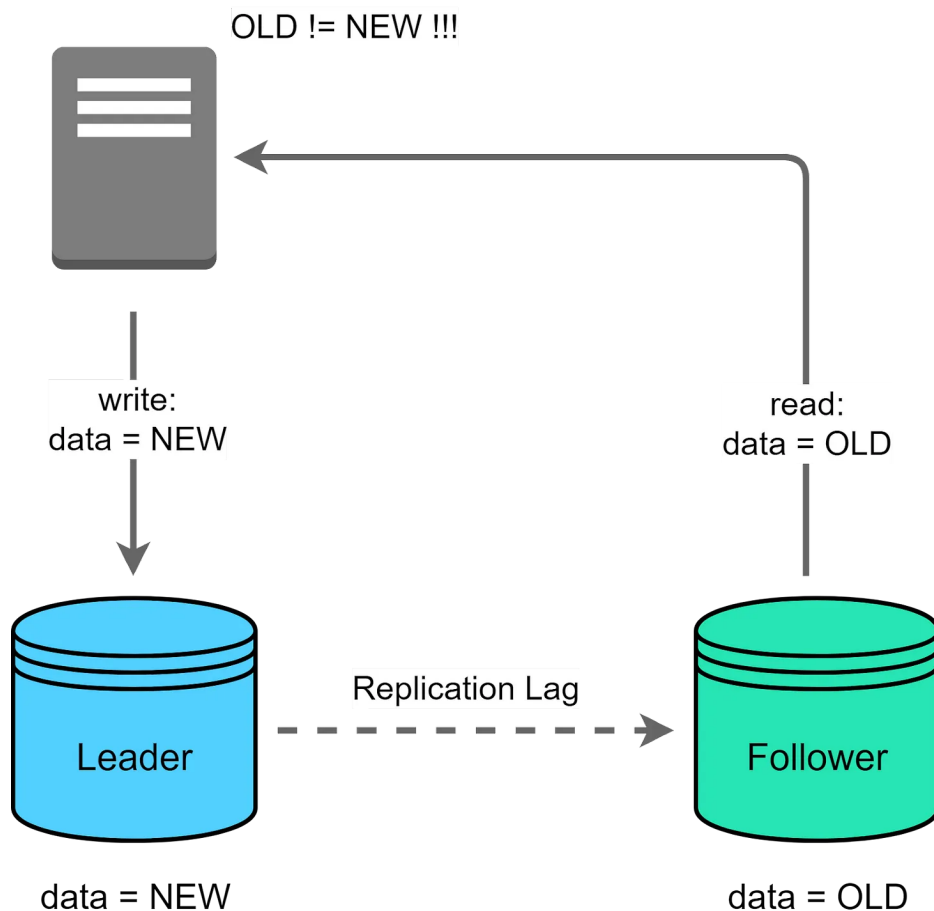 OLD != NEW !!!
write:
data = NEW
read:
data = OLD
Replication Lag
Leader
Follower
data = NEW
data = OLD